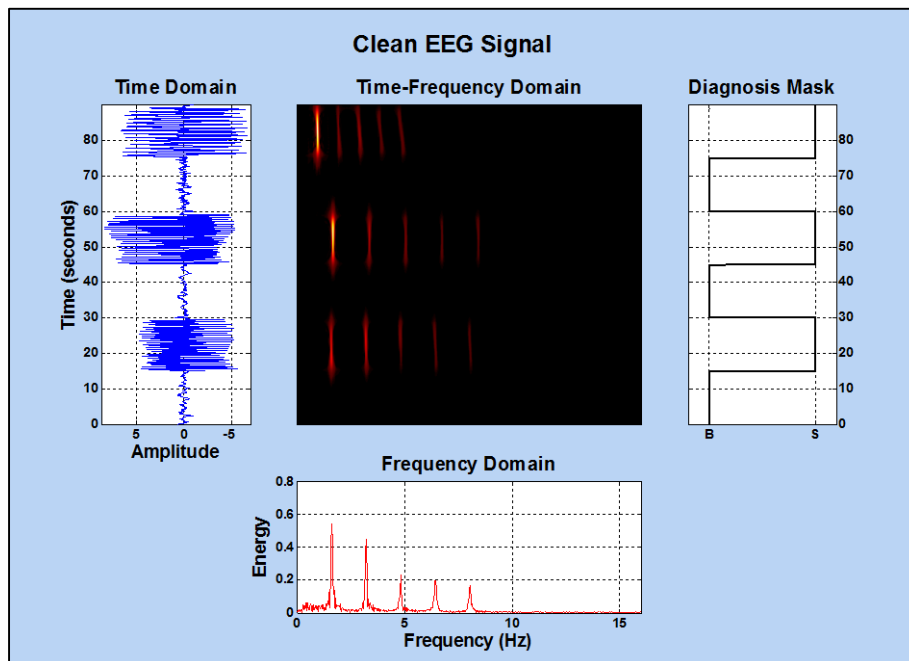 Clean EEG Signal
Time Domain
Time-Frequency Domain
Diagnosis Mask
80
70
60
50
40
30
20
10
0
Time (seconds)
5 0 -5
Amplitude
80
70
60
50
40
30
20
10
0
B S
Frequency Domain
0.8
0.6
0.4
0.2
0
Energy
0 5 10 15
Frequency (Hz)